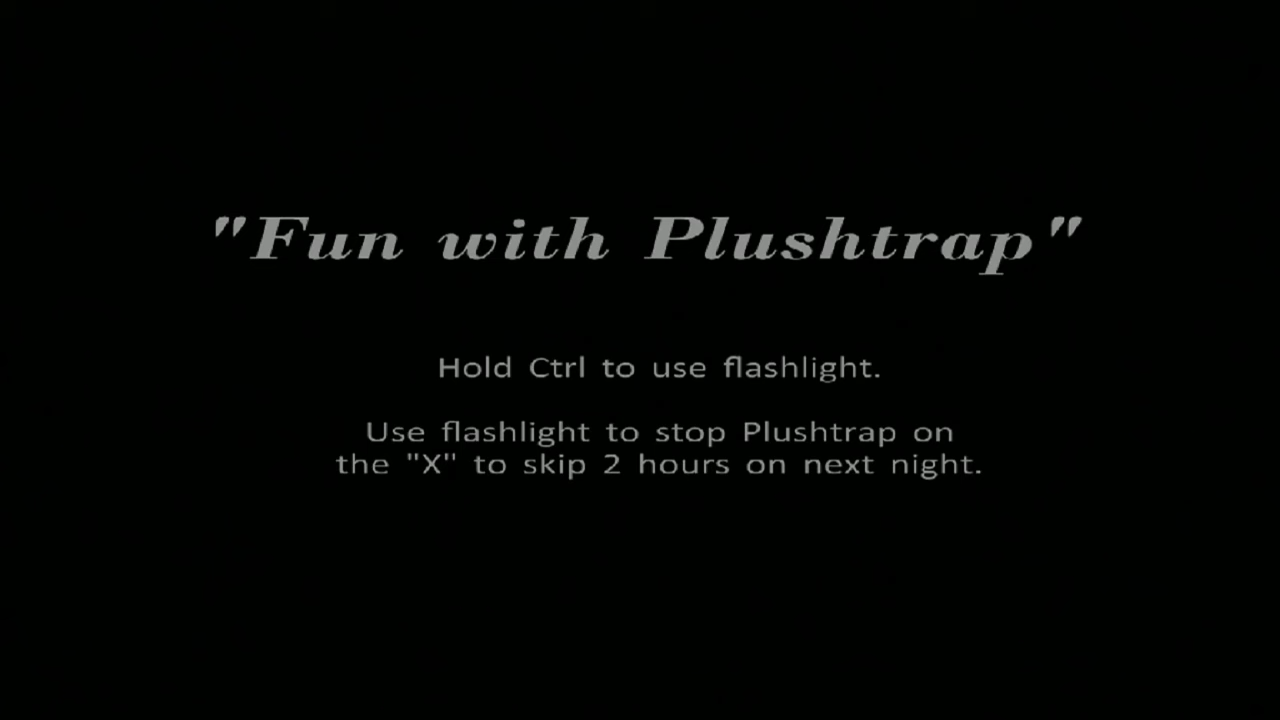 "Fun with Plushtrap"
Hold Ctrl to use flashlight.
Use flashlight to stop Plushtrap on
the "X" to skip 2 hours on next night.